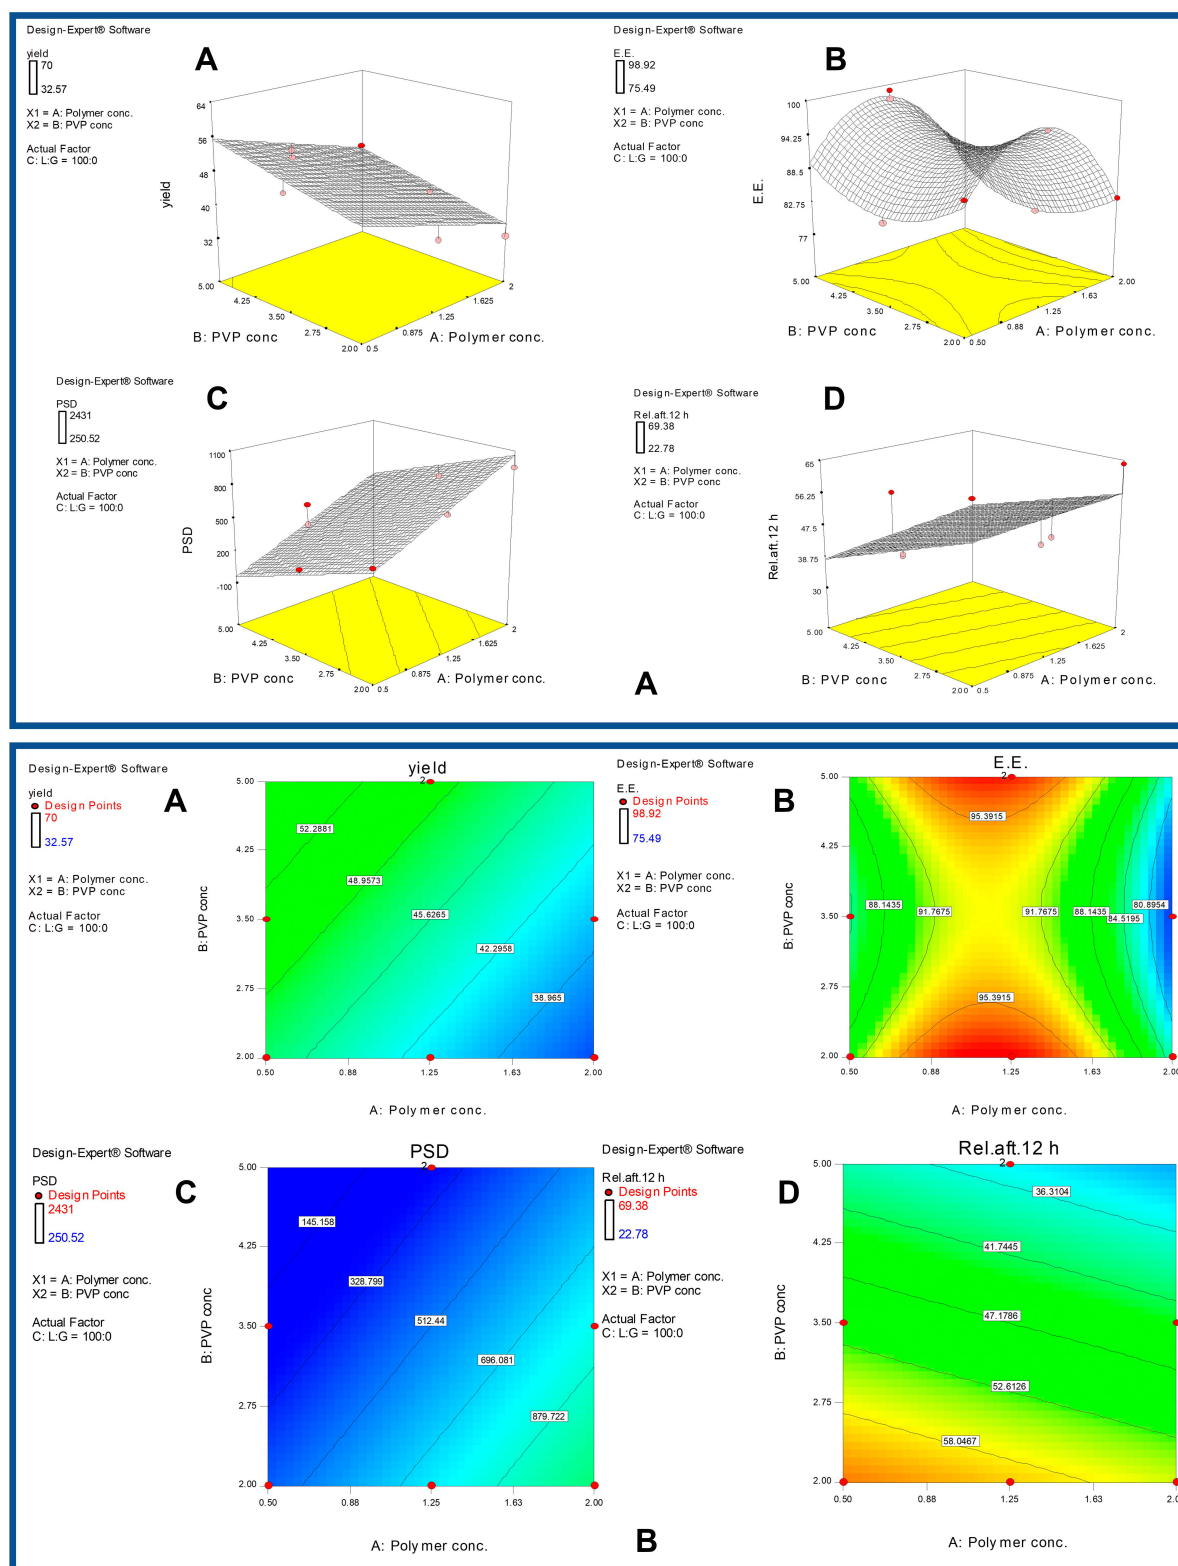 Design-Expert® Software
yield
70
32.57
X1 = A: Polymer conc.
X2 = B: PVP conc
Actual Factor
C: L:G = 100:0
A
64
56
48
40
32
yield
5.00
4.25
3.50
2.75
2.00
B: PVP conc
0.5
0.875
1.25
1.625
2
A: Polymer conc.
Design-Expert® Software
E.E.
98.92
75.49
X1 = A: Polymer conc.
X2 = B: PVP conc
Actual Factor
C: L:G = 100:0
B
100
94.25
88.5
82.75
77
E.E.
5.00
4.25
3.50
2.75
2.00
B: PVP conc
0.50
0.88
1.25
1.63
2.00
A: Polymer conc.
Design-Expert® Software
PSD
2431
250.52
X1 = A: Polymer conc.
X2 = B: PVP conc
Actual Factor
C: L:G = 100:0
C
1100
800
500
200
-100
PSD
5.00
4.25
3.50
2.75
2.00
B: PVP conc
0.5
0.875
1.25
1.625
2
A: Polymer conc.
Design-Expert® Software
Rel.aft.12 h
69.38
22.78
X1 = A: Polymer conc.
X2 = B: PVP conc
Actual Factor
C: L:G = 100:0
D
65
56.25
47.5
38.75
30
Rel.aft.12 h
5.00
4.25
3.50
2.75
2.00
B: PVP conc
0.5
0.875
1.25
1.625
2
A: Polymer conc.
A
Design-Expert® Software
yield
Design Points
70
32.57
X1 = A: Polymer conc.
X2 = B: PVP conc
Actual Factor
C: L:G = 100:0
A
yield
2
5.00
4.25
3.50
2.75
2.00
B: PVP conc
52.2881
48.9573
45.6265
42.2958
38.965
0.50
0.88
1.25
1.63
2.00
A: Polymer conc.
Design-Expert® Software
E.E.
Design Points
98.92
75.49
X1 = A: Polymer conc.
X2 = B: PVP conc
Actual Factor
C: L:G = 100:0
B
E.E.
2
5.00
4.25
3.50
2.75
2.00
B: PVP conc
95.3915
88.1435
91.7675
91.7675
88.1435
84.5195
80.8954
95.3915
0.50
0.88
1.25
1.63
2.00
A: Polymer conc.
Design-Expert® Software
PSD
Design Points
2431
250.52
X1 = A: Polymer conc.
X2 = B: PVP conc
Actual Factor
C: L:G = 100:0
C
PSD
2
5.00
4.25
3.50
2.75
2.00
B: PVP conc
145.158
328.799
512.44
696.081
879.722
0.50
0.88
1.25
1.63
2.00
A: Polymer conc.
Design-Expert® Software
Rel.aft.12 h
Design Points
69.38
22.78
X1 = A: Polymer conc.
X2 = B: PVP conc
Actual Factor
C: L:G = 100:0
D
Rel.aft.12 h
2
5.00
4.25
3.50
2.75
2.00
B: PVP conc
36.3104
41.7445
47.1786
52.6126
58.0467
0.50
0.88
1.25
1.63
A: Polymer conc.
B